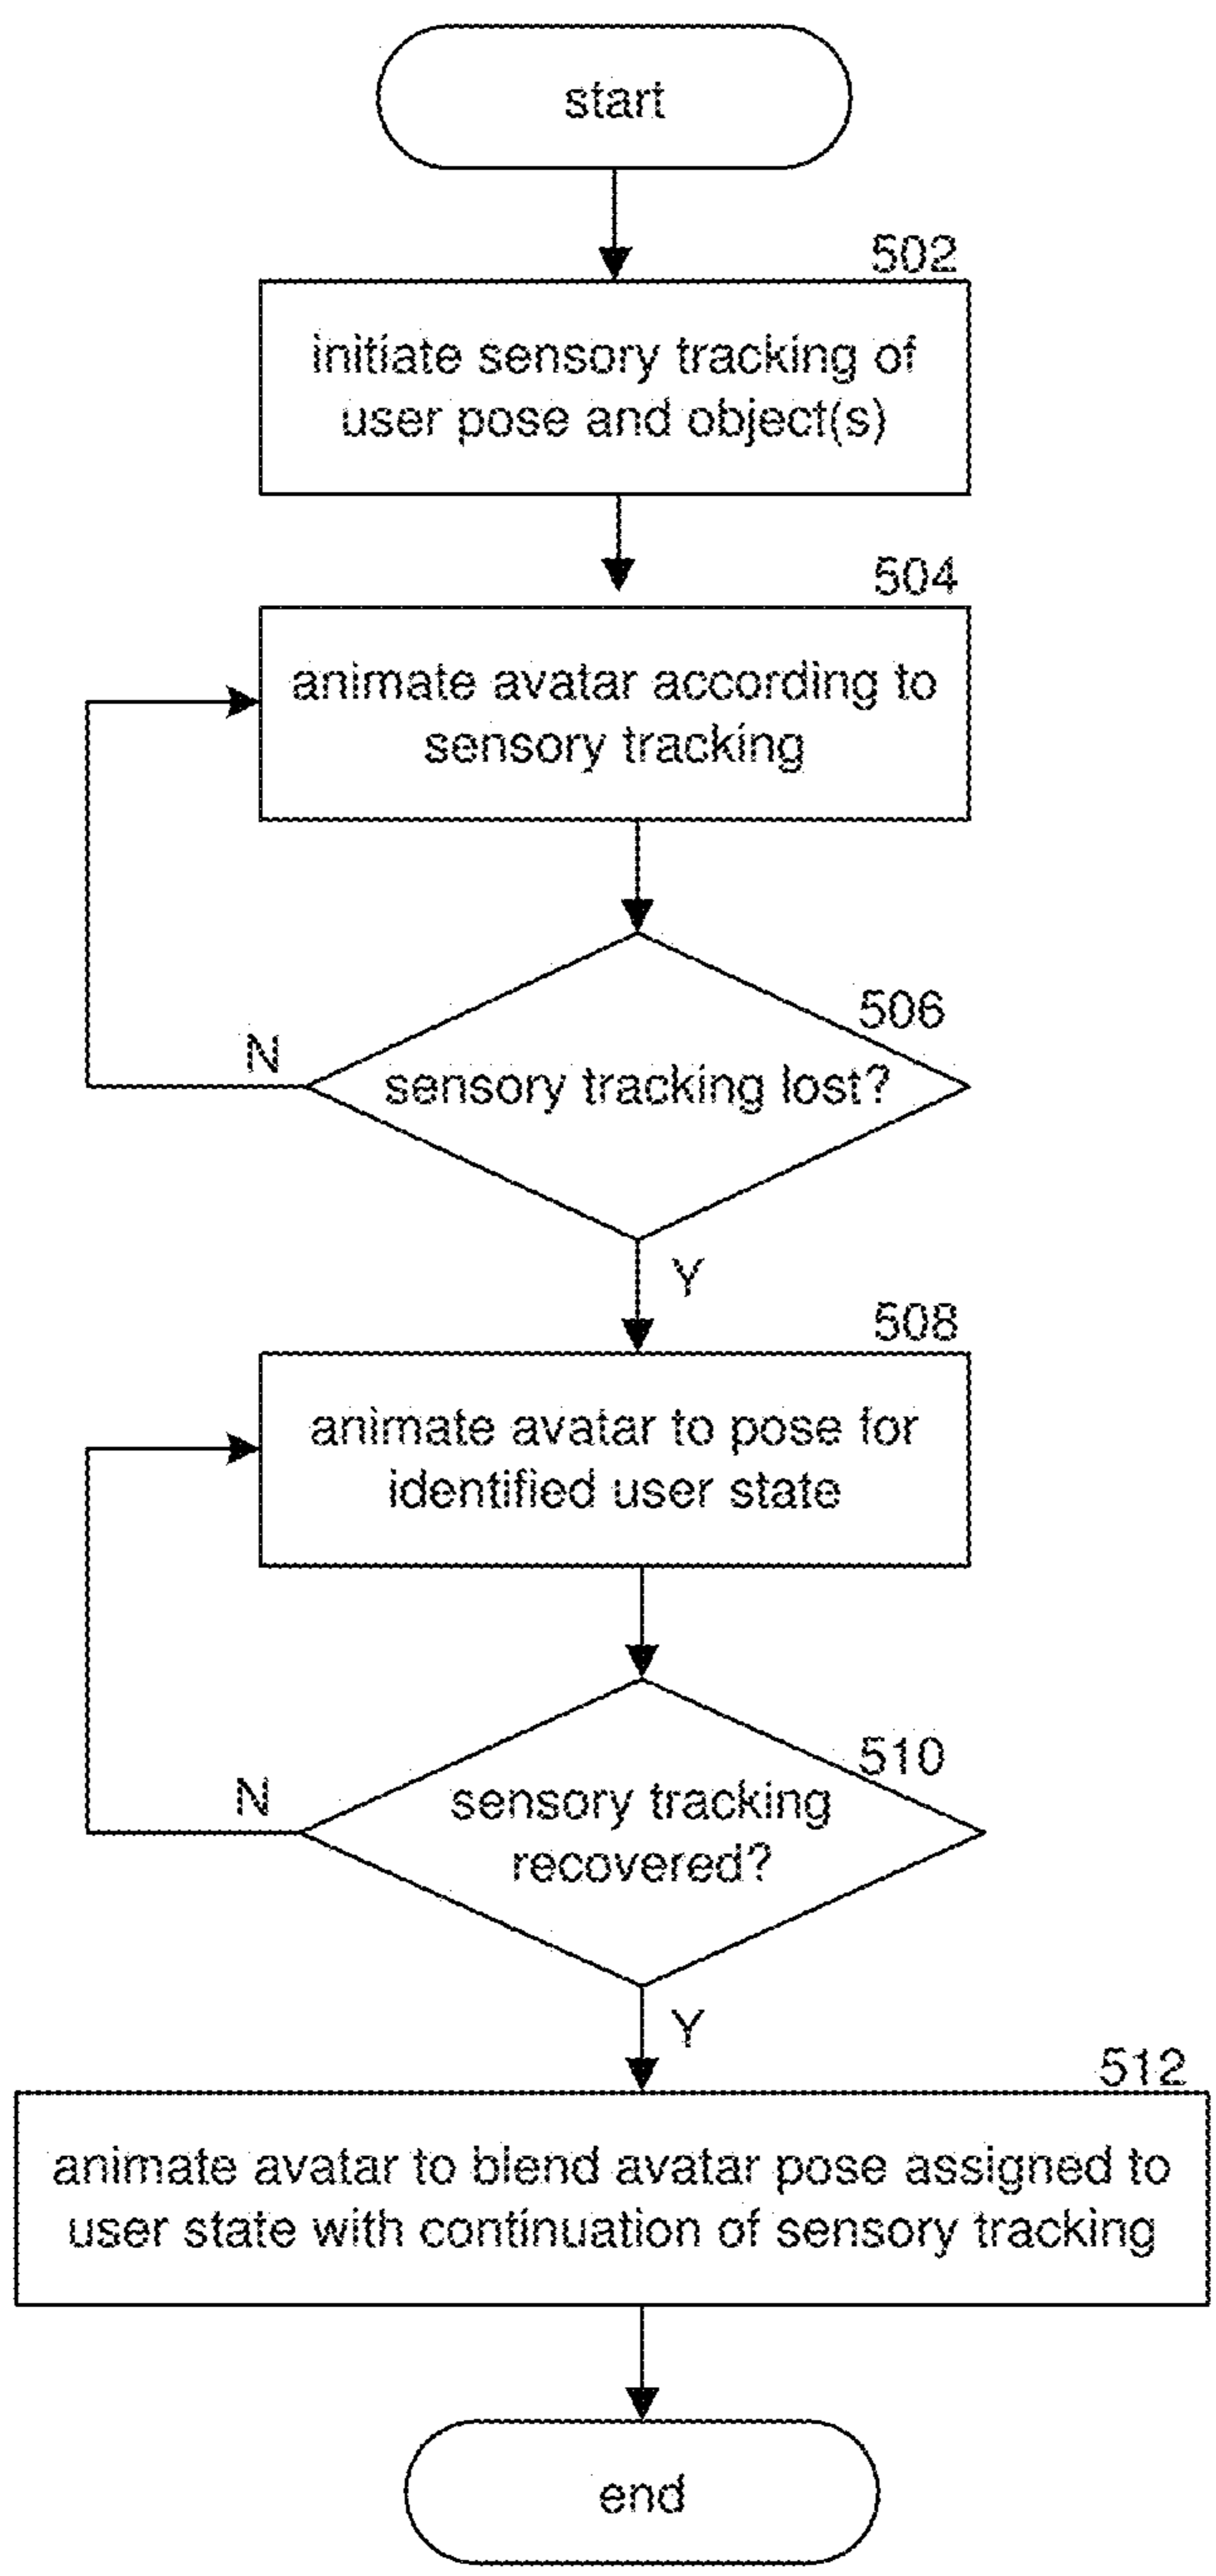 start
502
initiate sensory tracking of
user pose and object(s)
504
animate avatar according to
sensory tracking
506
N
sensory tracking lost?
Y
508
animate avatar to pose for
identified user state
510
N
sensory tracking
recovered?
Y
512
animate avatar to blend avatar pose assigned to
user state with continuation of sensory tracking
end